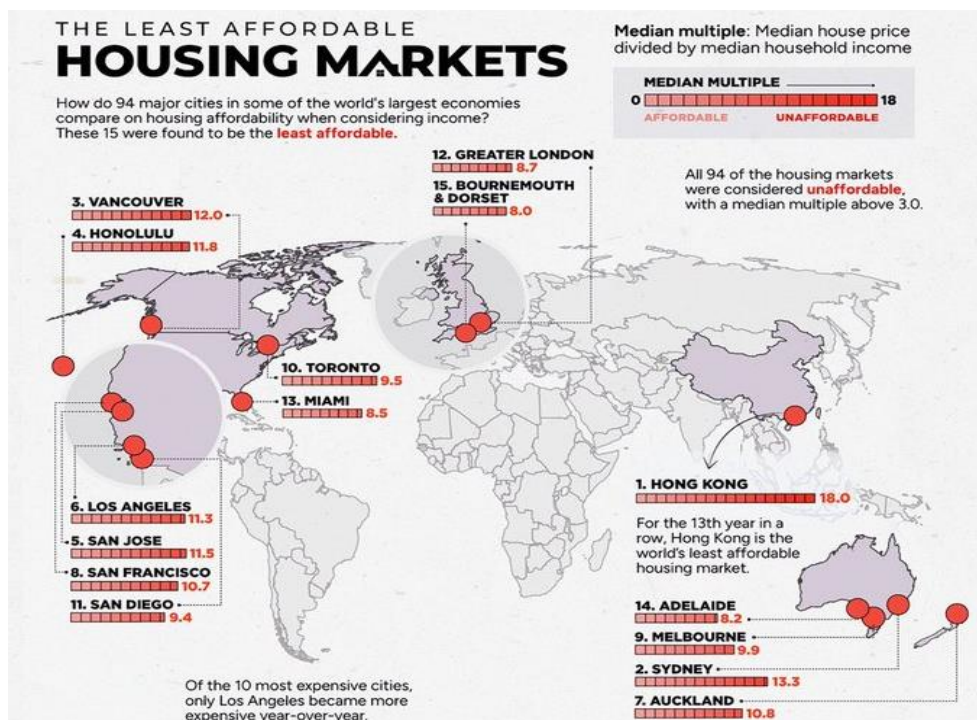 THE LEAST AFFORDABLE
HOUSING MARKETS
How do 94 major cities in some of the world's largest economies
compare on housing affordability when considering income?
These 15 were found to be the least affordable.
Median multiple: Median house price
divided by median household income
MEDIAN MULTIPLE
0 18
AFFORDABLE UNAFFORDABLE
All 94 of the housing markets
were considered unaffordable,
with a median multiple above 3.0.
12. GREATER LONDON
8.7
15. BOURNEMOUTH
& DORSET
8.0
3. VANCOUVER
12.0
4. HONOLULU
11.8
10. TORONTO
9.5
13. MIAMI
8.5
6. LOS ANGELES
11.3
5. SAN JOSE
11.5
8. SAN FRANCISCO
10.7
11. SAN DIEGO
9.4
1. HONG KONG
18.0
For the 13th year in a
row, Hong Kong is the
world's least affordable
housing market.
14. ADELAIDE
8.2
9. MELBOURNE
9.9
2. SYDNEY
13.3
7. AUCKLAND
10.8
Of the 10 most expensive cities,
only Los Angeles became more
expensive year-over-year.